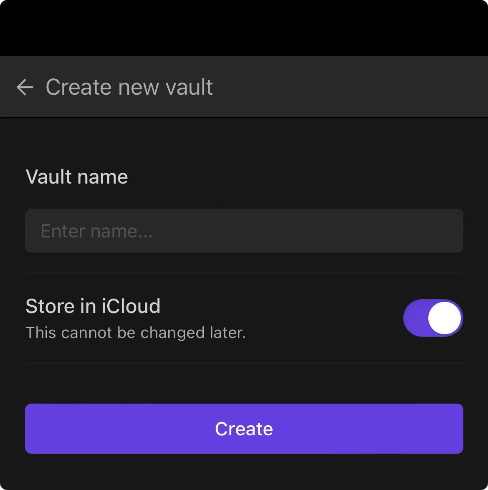 Create new vault
Vault name
Enter name...
Store in iCloud
This cannot be changed later.
Create